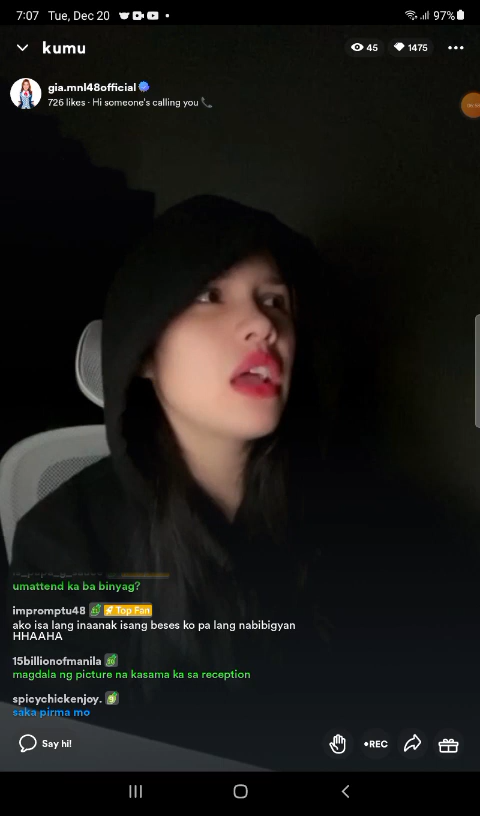 7:07 Tue, Dec 20 97%
kumu 45 1475
gia.mnl48official
726 likes · Hi someone's calling you 📞
umattend ka ba binyag?
impromptu48 Top Fan
ako isa lang inaanak isang beses ko pa lang nabibigyan
HHAAHA
15billionofmanila
magdala ng picture na kasama ka sa reception
spicychickenjoy.
saka pirma mo
Say hi! •REC